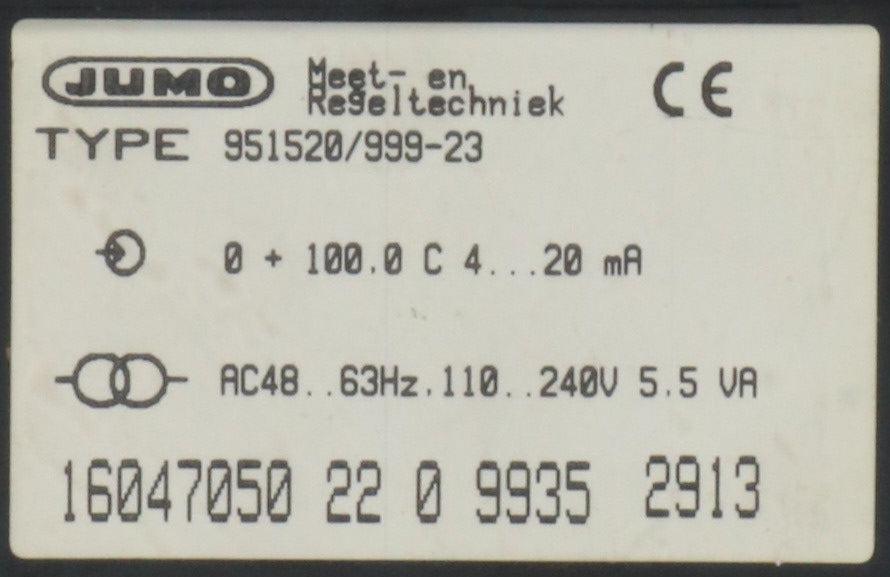 JUMO Meet- en
Regeltechniek CE
TYPE 951520/999-23
0 + 100.0 C 4...20 mA
AC48..63Hz.110..240V 5.5 VA
16047050 22 0 9935 2913